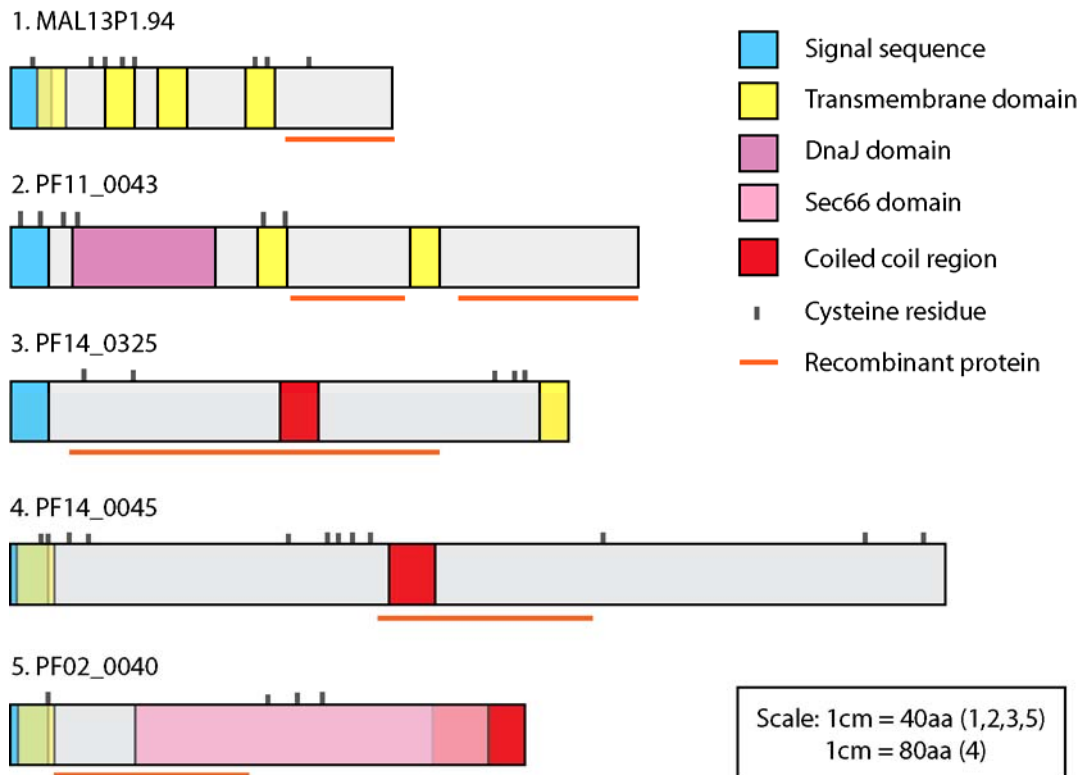 1. MAL13P1.94
2. PF11_0043
3. PF14_0325
4. PF14_0045
5. PF02_0040
Signal sequence
Transmembrane domain
DnaJ domain
Sec66 domain
Coiled coil region
Cysteine residue
Recombinant protein
Scale: 1cm = 40aa (1,2,3,5)
1cm = 80aa (4)